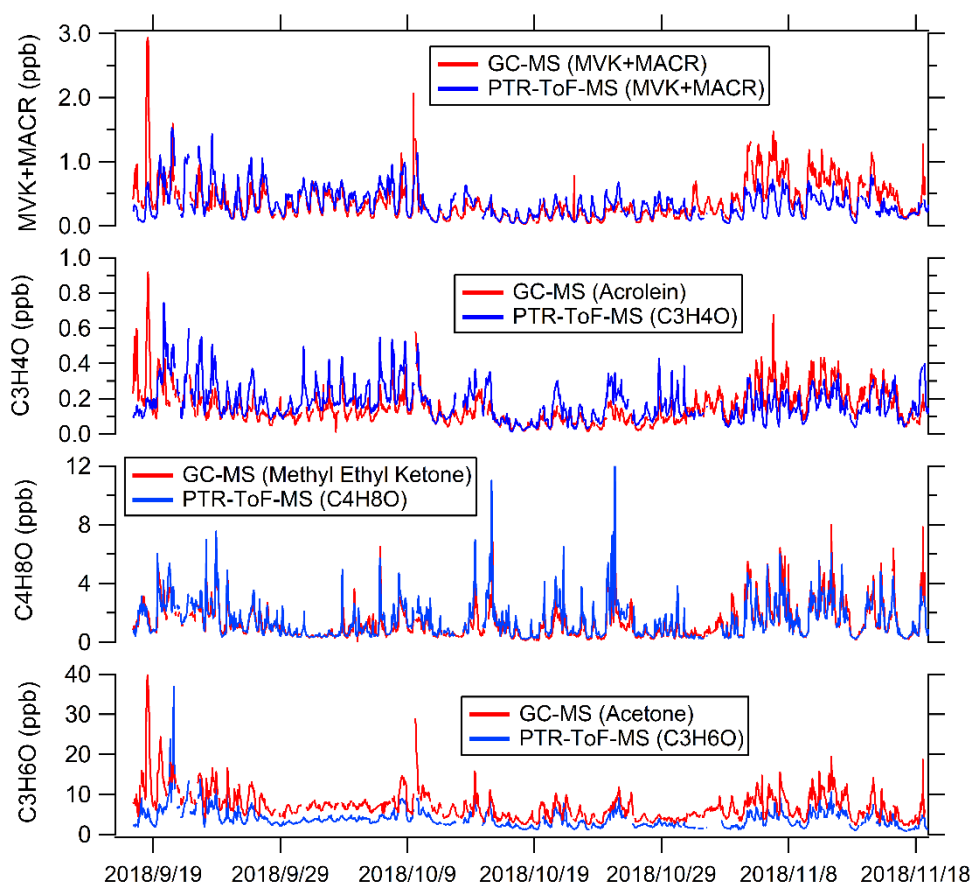 MVK+MACR (ppb)
3.0
2.0
1.0
0.0
GC-MS (MVK+MACR)
PTR-ToF-MS (MVK+MACR)
C3H4O (ppb)
1.0
0.8
0.6
0.4
0.2
0.0
GC-MS (Acrolein)
PTR-ToF-MS (C3H4O)
C4H8O (ppb)
12
8
4
0
GC-MS (Methyl Ethyl Ketone)
PTR-ToF-MS (C4H8O)
C3H6O (ppb)
40
30
20
10
0
GC-MS (Acetone)
PTR-ToF-MS (C3H6O)
2018/9/19 2018/9/29 2018/10/9 2018/10/19 2018/10/29 2018/11/8 2018/11/18